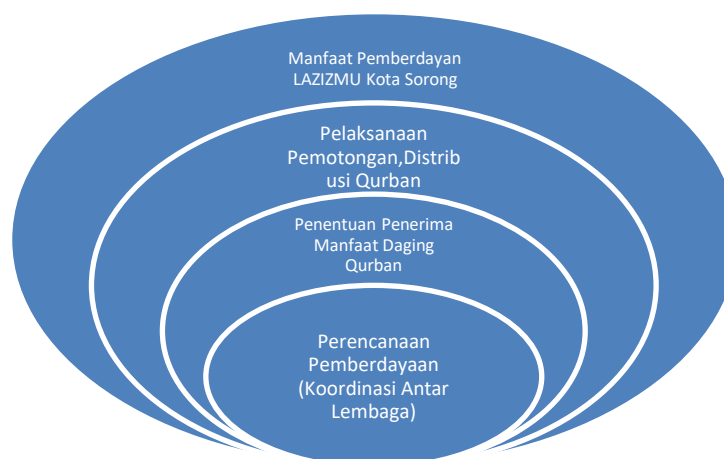 Manfaat Pemberdayan
LAZIZMU Kota Sorong
Pelaksanaan
Pemotongan,Distrib
usi Qurban
Penentuan Penerima
Manfaat Daging
Qurban
Perencanaan
Pemberdayaan
(Koordinasi Antar
Lembaga)